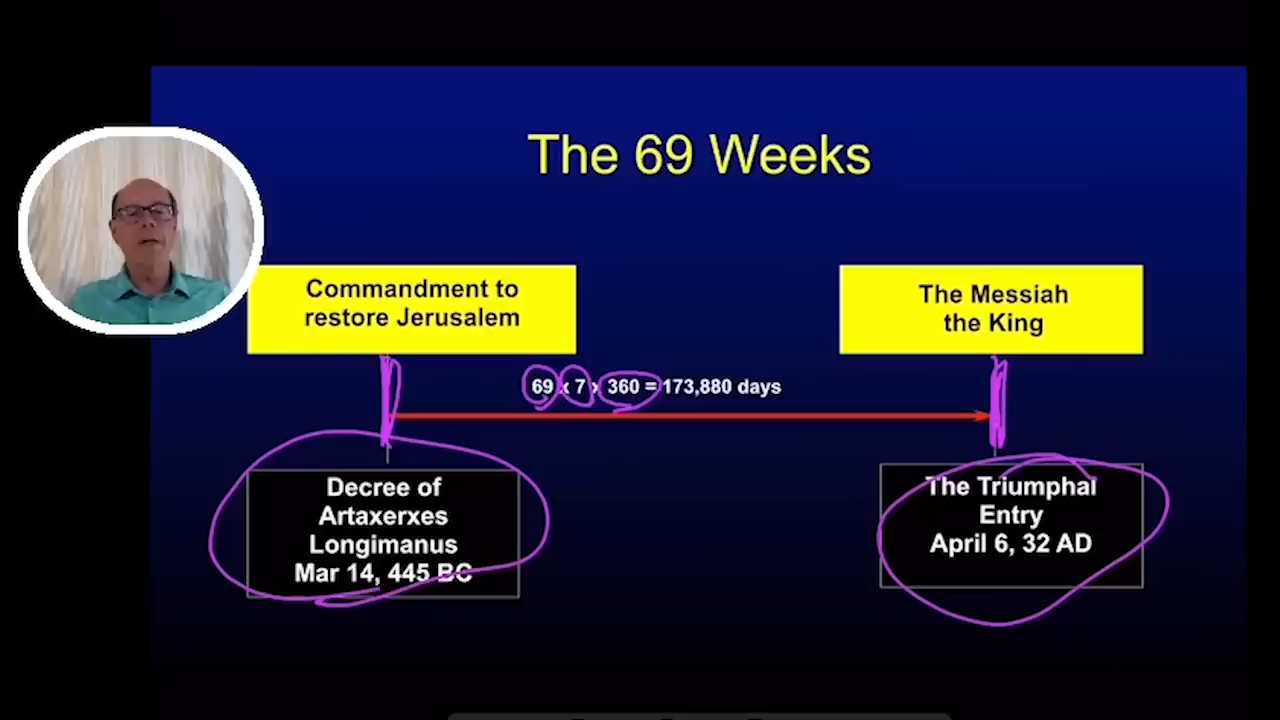 The 69 Weeks
Commandment to
restore Jerusalem
The Messiah
the King
69 x 7 x 360 = 173,880 days
Decree of
Artaxerxes
Longimanus
Mar 14, 445 BC
The Triumphal
Entry
April 6, 32 AD